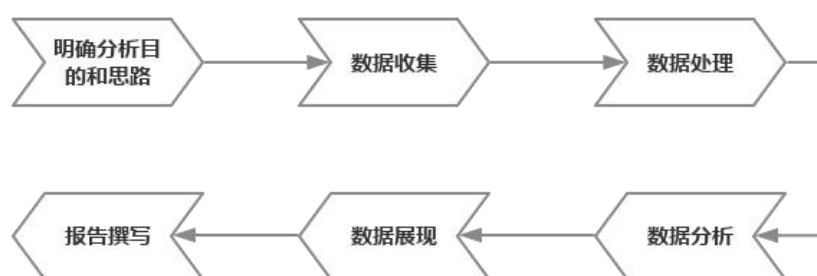 明确分析目
的和思路
数据收集
数据处理
数据分析
数据展现
报告撰写